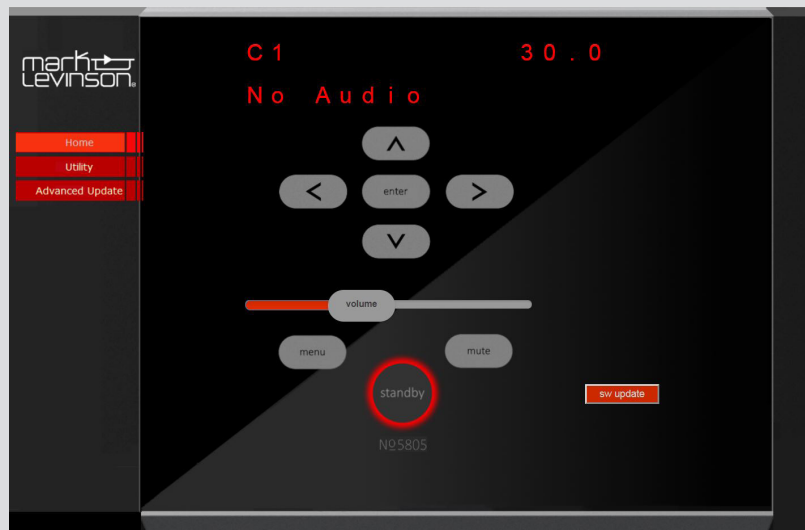 mark
Levinson®
C1 30.0
No Audio
Home
Utility
Advanced Update
enter
volume
menu
mute
standby
sw update
Nº5805